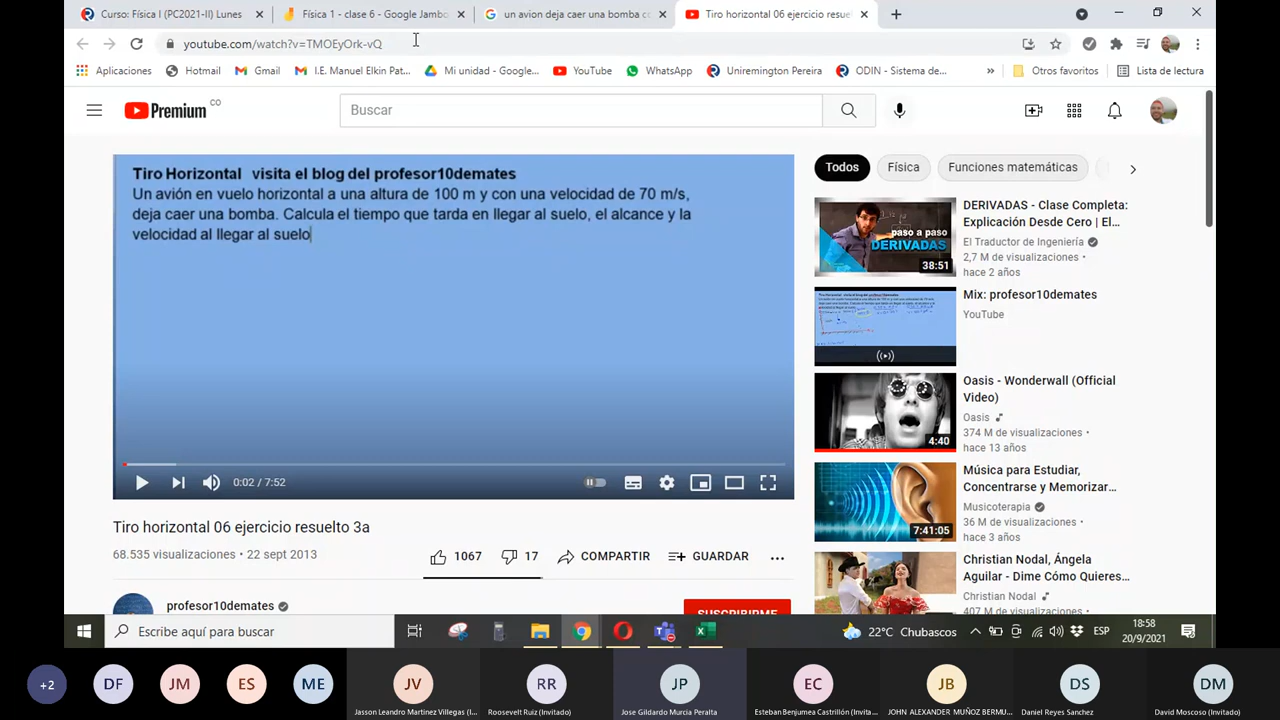 Curso: Física I (PC2021-II) Lunes
Física 1 - clase 6 - Google Jambo
un avion deja caer una bomba co
Tiro horizontal 06 ejercicio resue
youtube.com/watch?v=TMOEyOrk-vQ
Aplicaciones
Hotmail
Gmail
I.E. Manuel Elkin Pat...
Mi unidad - Google...
YouTube
WhatsApp
Uniremington Pereira
ODIN - Sistema de...
»
Otros favoritos
Lista de lectura
Premium CO
Buscar
Tiro Horizontal visita el blog del profesor10demates
Un avión en vuelo horizontal a una altura de 100 m y con una velocidad de 70 m/s,
deja caer una bomba. Calcula el tiempo que tarda en llegar al suelo, el alcance y la
velocidad al llegar al suelo
0:02 / 7:52
Tiro horizontal 06 ejercicio resuelto 3a
68.535 visualizaciones • 22 sept 2013
1067
17
COMPARTIR
GUARDAR
...
profesor10demates
SUSCRIBIRME
Todos
Física
Funciones matemáticas
paso a paso
DERIVADAS
38:51
DERIVADAS - Clase Completa:
Explicación Desde Cero | El...
El Traductor de Ingeniería
2,7 M de visualizaciones •
hace 2 años
Mix: profesor10demates
YouTube
4:40
Oasis - Wonderwall (Official
Video)
Oasis
374 M de visualizaciones •
hace 13 años
7:41:05
Música para Estudiar,
Concentrarse y Memorizar...
Musicoterapia
36 M de visualizaciones •
hace 3 años
Christian Nodal, Ángela
Aguilar - Dime Cómo Quieres...
Christian Nodal
407 M de visualizaciones •
Escribe aquí para buscar
22°C Chubascos
ESP
18:58
20/9/2021
+2
DF
JM
ES
ME
JV
Jasson Leandro Martinez Villegas (I...
RR
Roosevelt Ruiz (Invitado)
JP
Jose Gildardo Murcia Peralta
EC
Esteban Benjumea Castrillón (Invita...
JB
JOHN ALEXANDER MUÑOZ BERMU...
DS
Daniel Reyes Sanchez
DM
David Moscoso (Invitado)